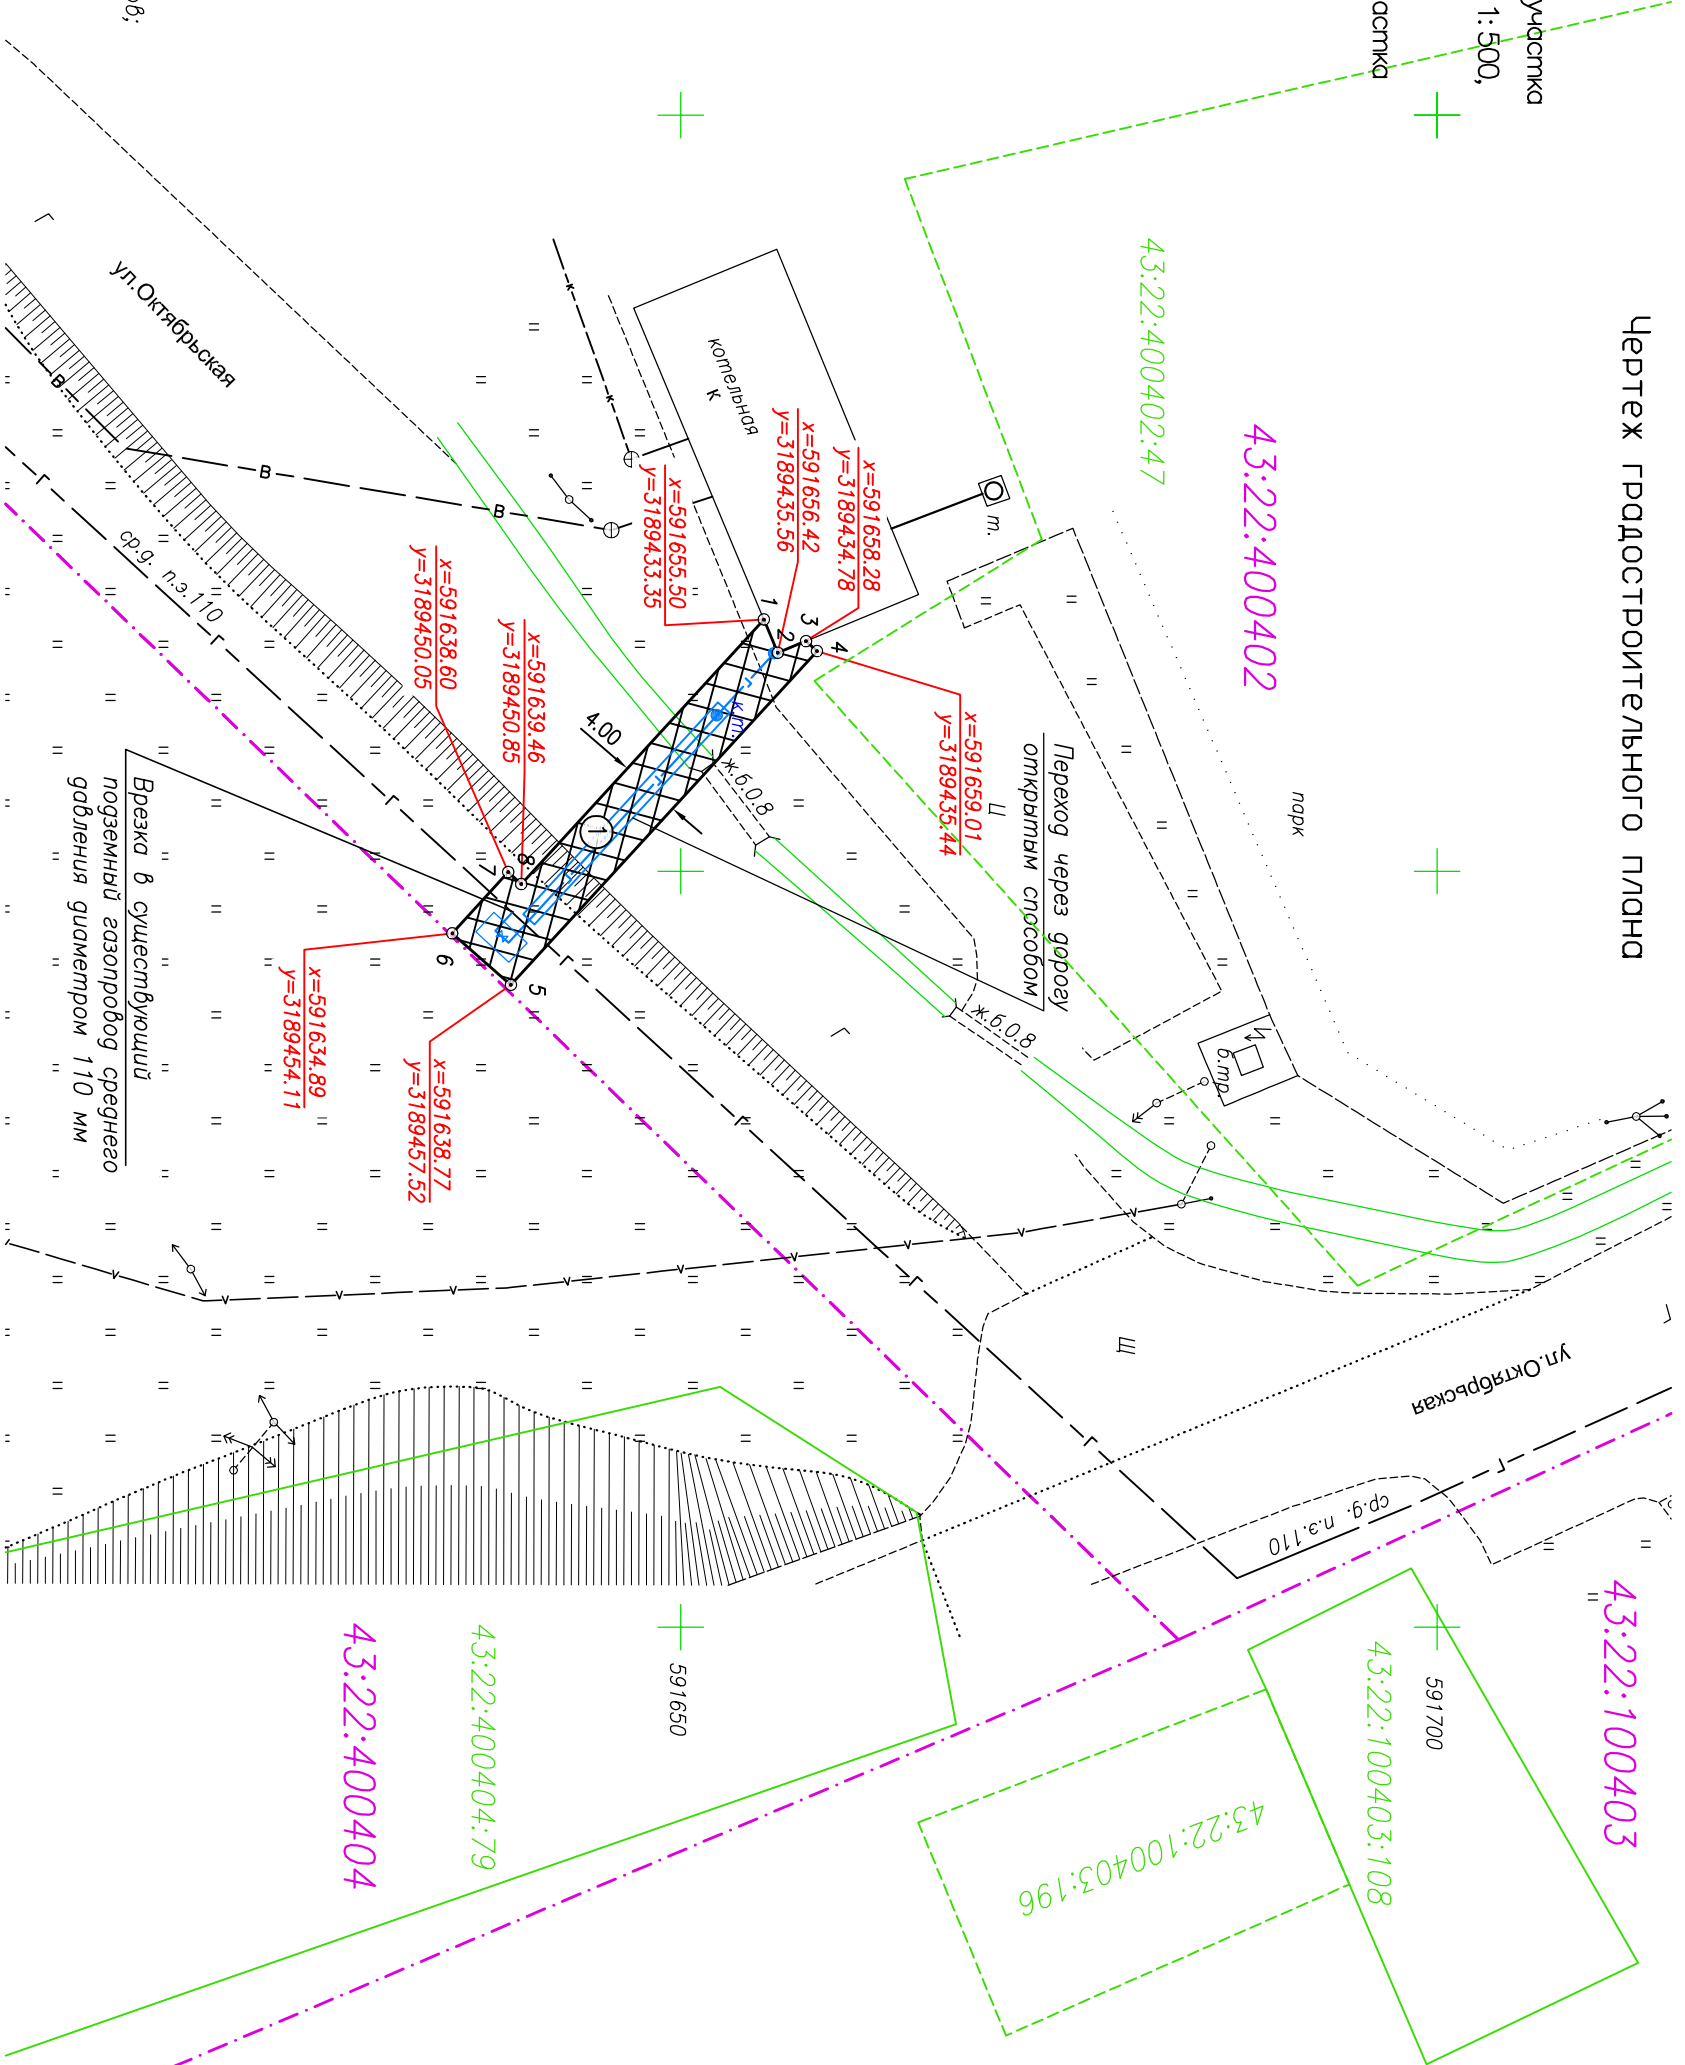 Чертеж градостроительного плана
участка
1:500,
астка
ов;
43:22:400402
43:22:400402:47
парк
котельная
К
т.
ул.Октябрьская
Г
В
В
В
к
к
ср.д. п.э.110
x=591658.28
y=3189434.78
x=591656.42
y=3189435.56
x=591655.50
y=3189433.35
x=591659.01
y=3189435.44
x=591639.46
y=3189450.85
x=591638.60
y=3189450.05
x=591638.77
y=3189457.52
x=591634.89
y=3189454.11
1
2
3
4
5
6
7
8
1
4.00
к.т.
ж.б.0.8
ж.б.0.8
Щ
Переход через дорогу
открытым способом
Врезка в существующий
подземный газопровод среднего
давления диаметром 110 мм
И
б.тр.
Г
Щ
ул.Октябрьская
ср.д. п.э.110
591650
591700
43:22:100403
43:22:100403:108
43:22:100403:196
43:22:400404:79
43:22:400404